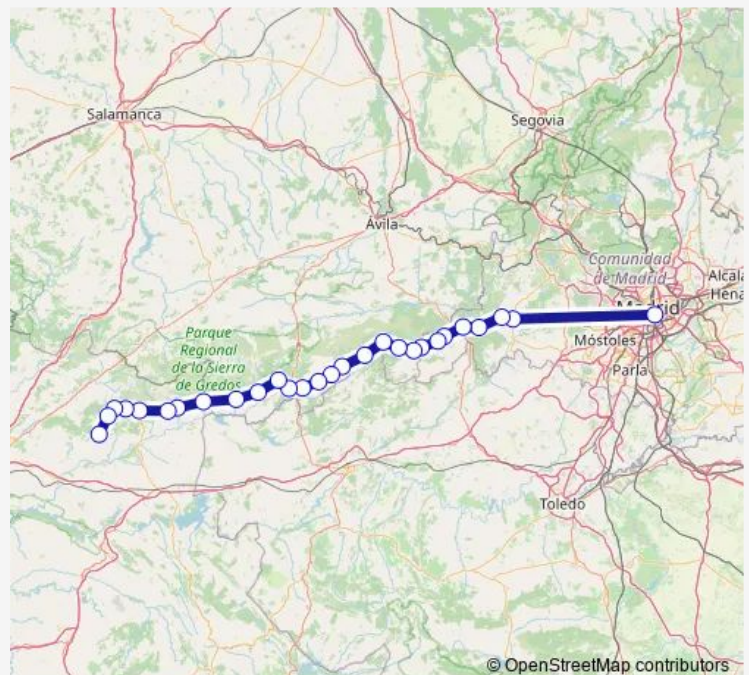 Salamanca
Segovia
Ávila
Comunidad
de Madrid
Alcalá
Hena
Madrid
Móstoles
Parque
Regional
de la Sierra
de Gredos
Parla
Toledo
© OpenStreetMap contributors